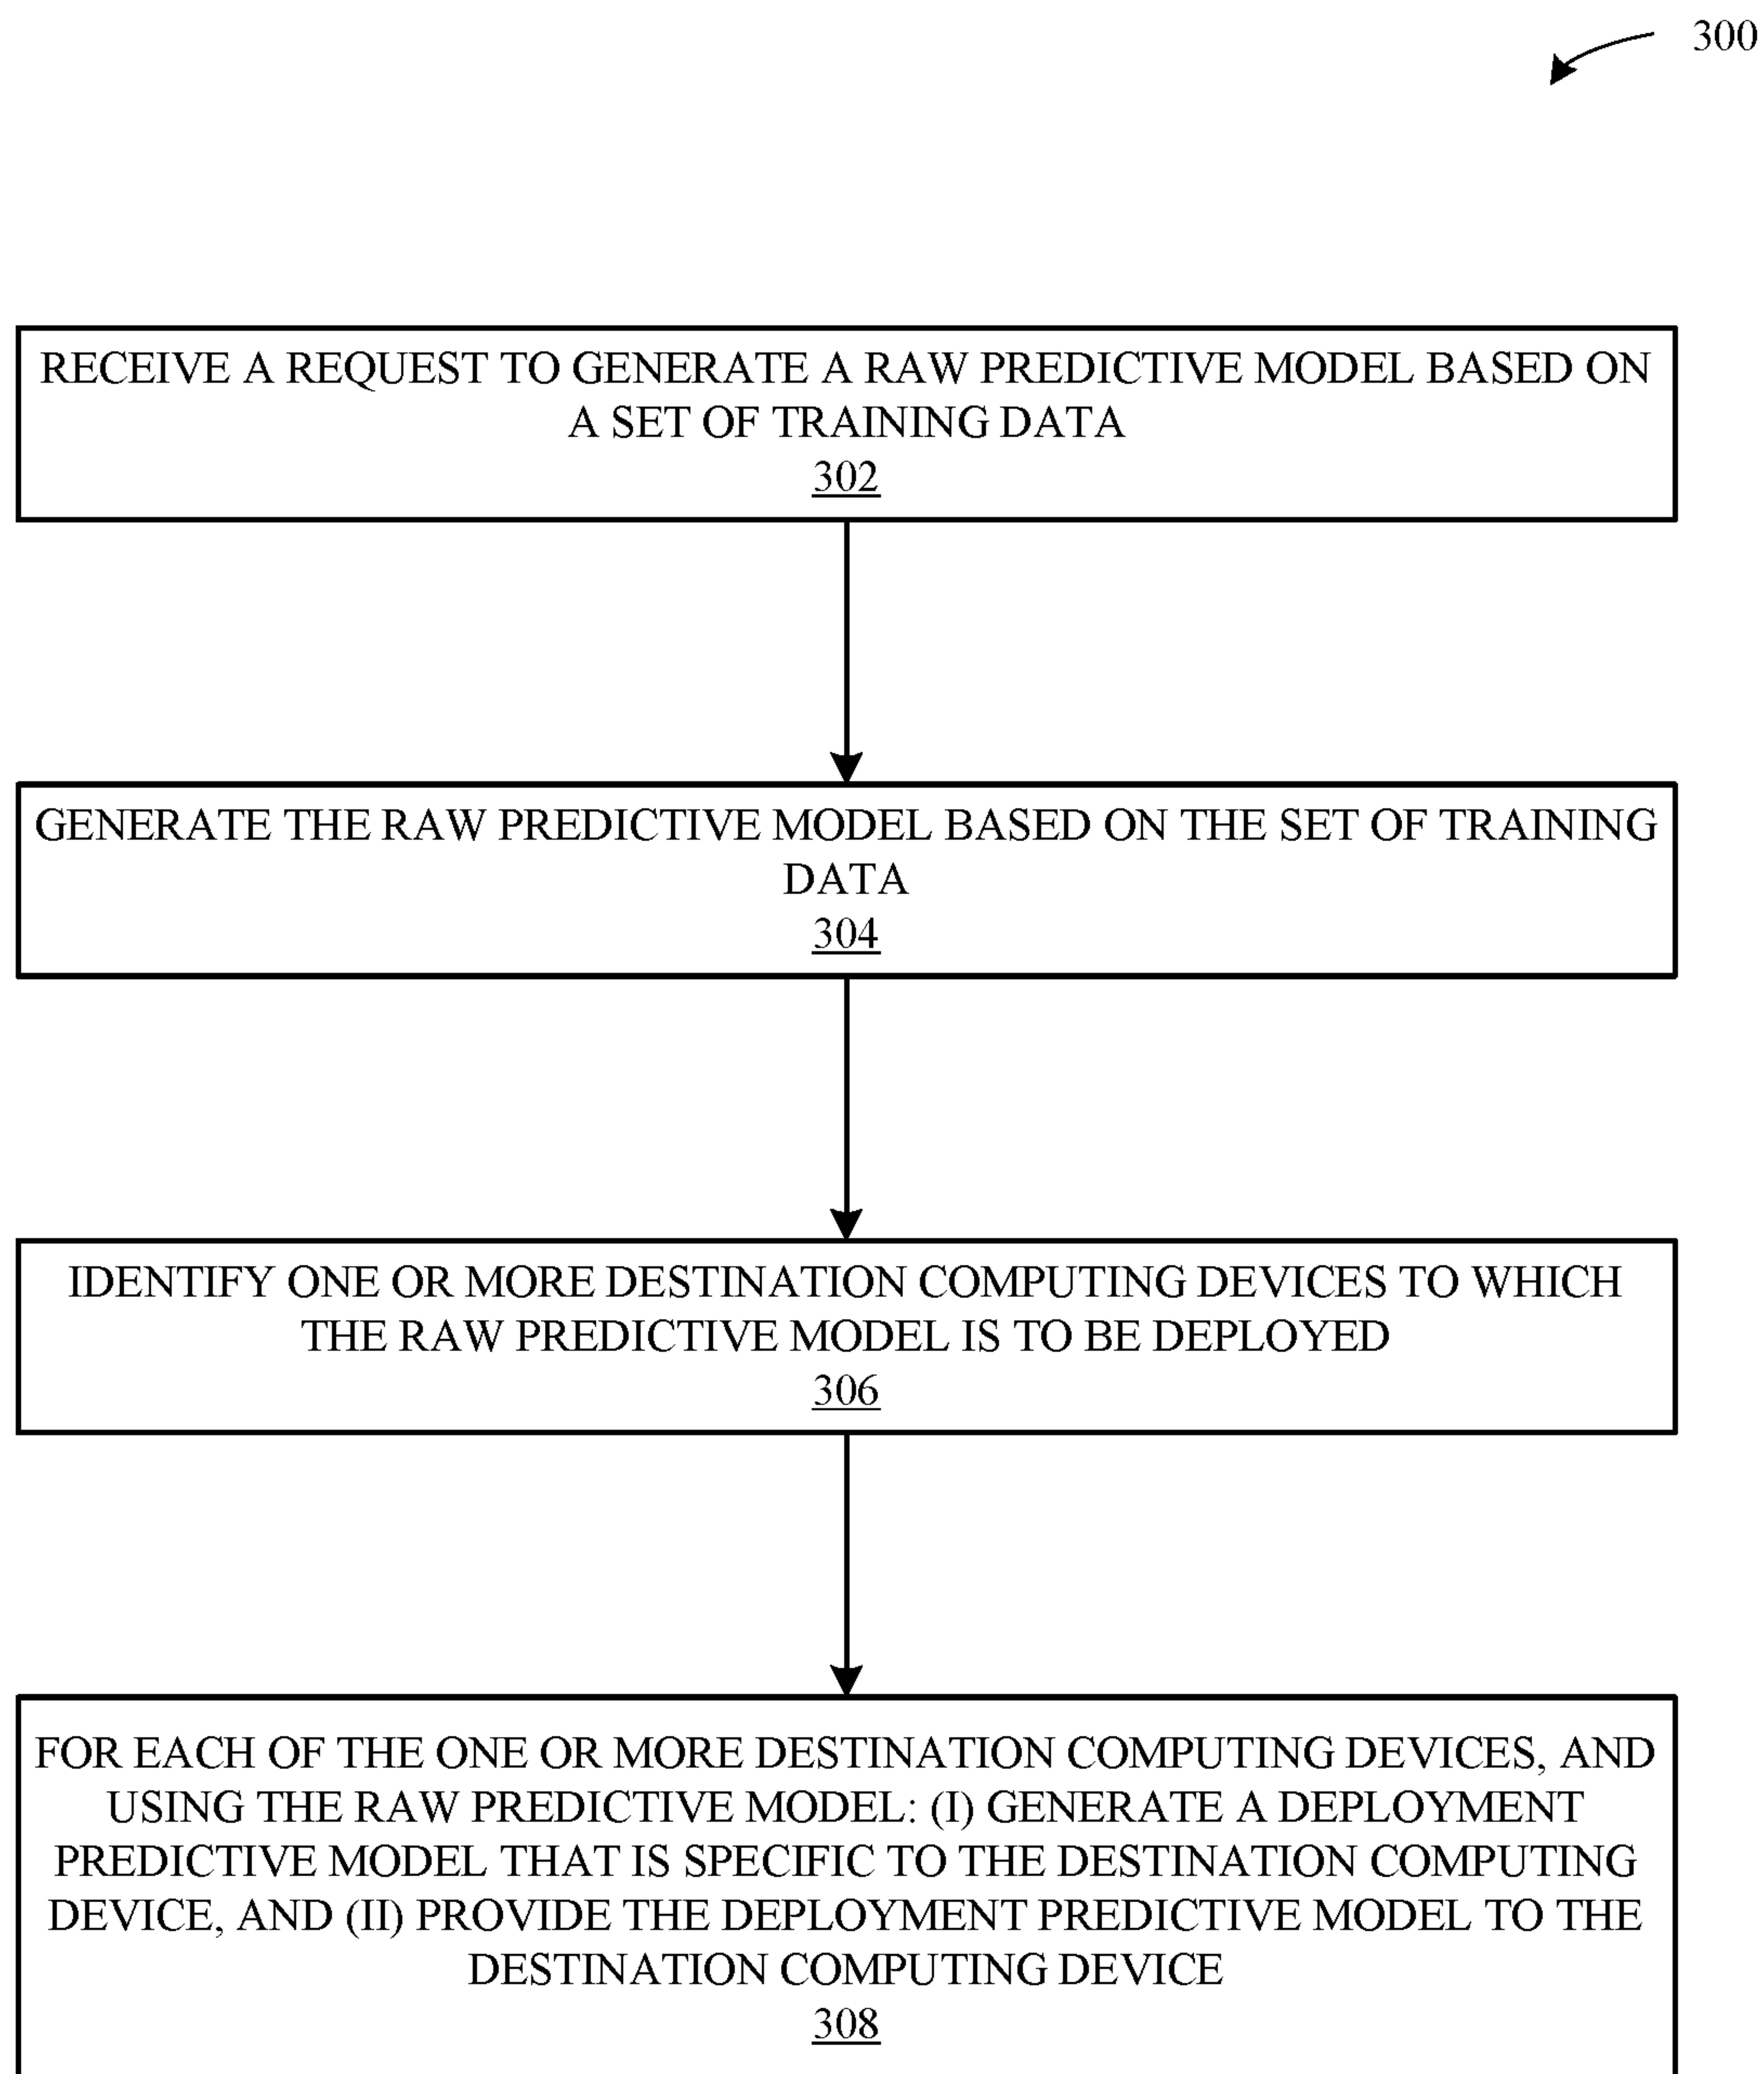 300
RECEIVE A REQUEST TO GENERATE A RAW PREDICTIVE MODEL BASED ON
A SET OF TRAINING DATA
302
GENERATE THE RAW PREDICTIVE MODEL BASED ON THE SET OF TRAINING
DATA
304
IDENTIFY ONE OR MORE DESTINATION COMPUTING DEVICES TO WHICH
THE RAW PREDICTIVE MODEL IS TO BE DEPLOYED
306
FOR EACH OF THE ONE OR MORE DESTINATION COMPUTING DEVICES, AND
USING THE RAW PREDICTIVE MODEL: (I) GENERATE A DEPLOYMENT
PREDICTIVE MODEL THAT IS SPECIFIC TO THE DESTINATION COMPUTING
DEVICE, AND (II) PROVIDE THE DEPLOYMENT PREDICTIVE MODEL TO THE
DESTINATION COMPUTING DEVICE
308